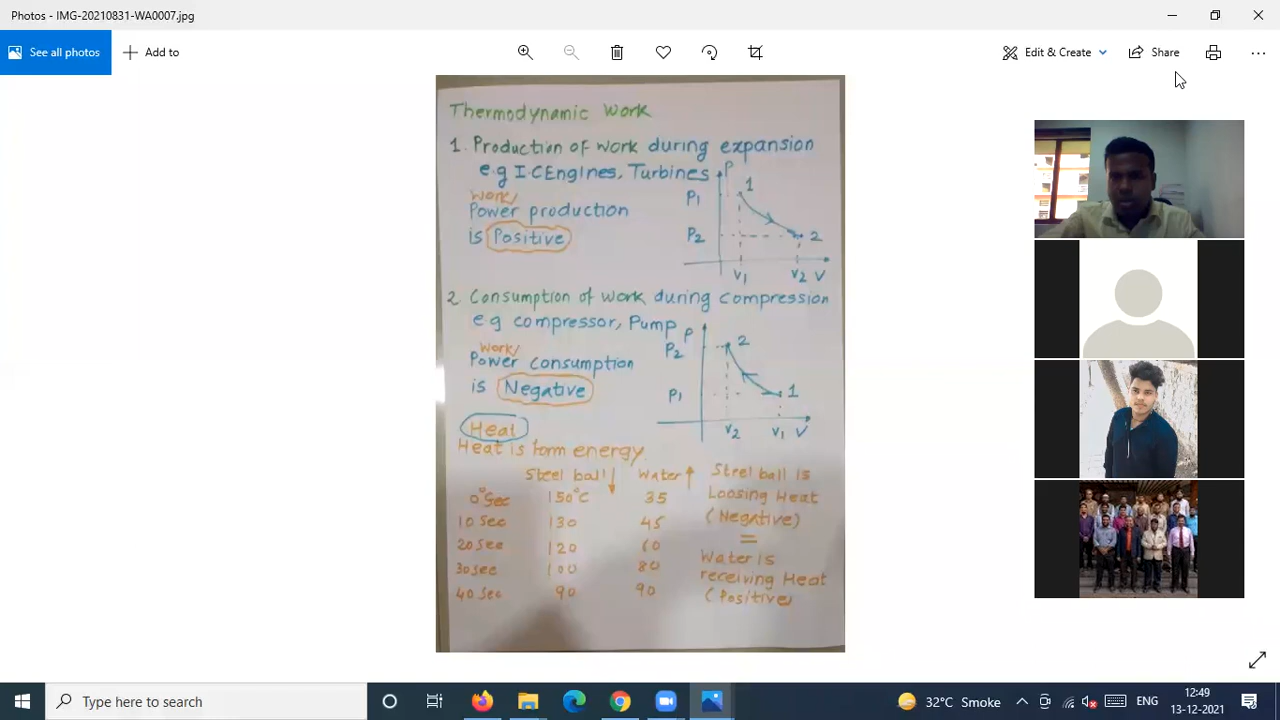 Photos - IMG-20210831-WA0007.jpg
See all photos
Add to
Edit & Create
Share
Thermodynamic Work
1. Production of work during expansion
e.g I.C Engines, Turbines
Work/
Power production
is Positive
P
P1
P2
1
2
V1
V2 V
2 Consumption of work during compression
e g compressor, Pump
Work/
Power consumption
is Negative
P
P2
P1
2
1
V2
V1 V
Heat
Heat is form energy.
Steel ball ↓ Water ↑
0°Sec 150°C 35
10 Sec 130 45
20 Sec 120 60
30 Sec 100 80
40 Sec 90 90
Steel ball is
Loosing Heat
(Negative)
=
Water is
receiving Heat
(Positive)
Type here to search
32°C Smoke
ENG
12:49
13-12-2021